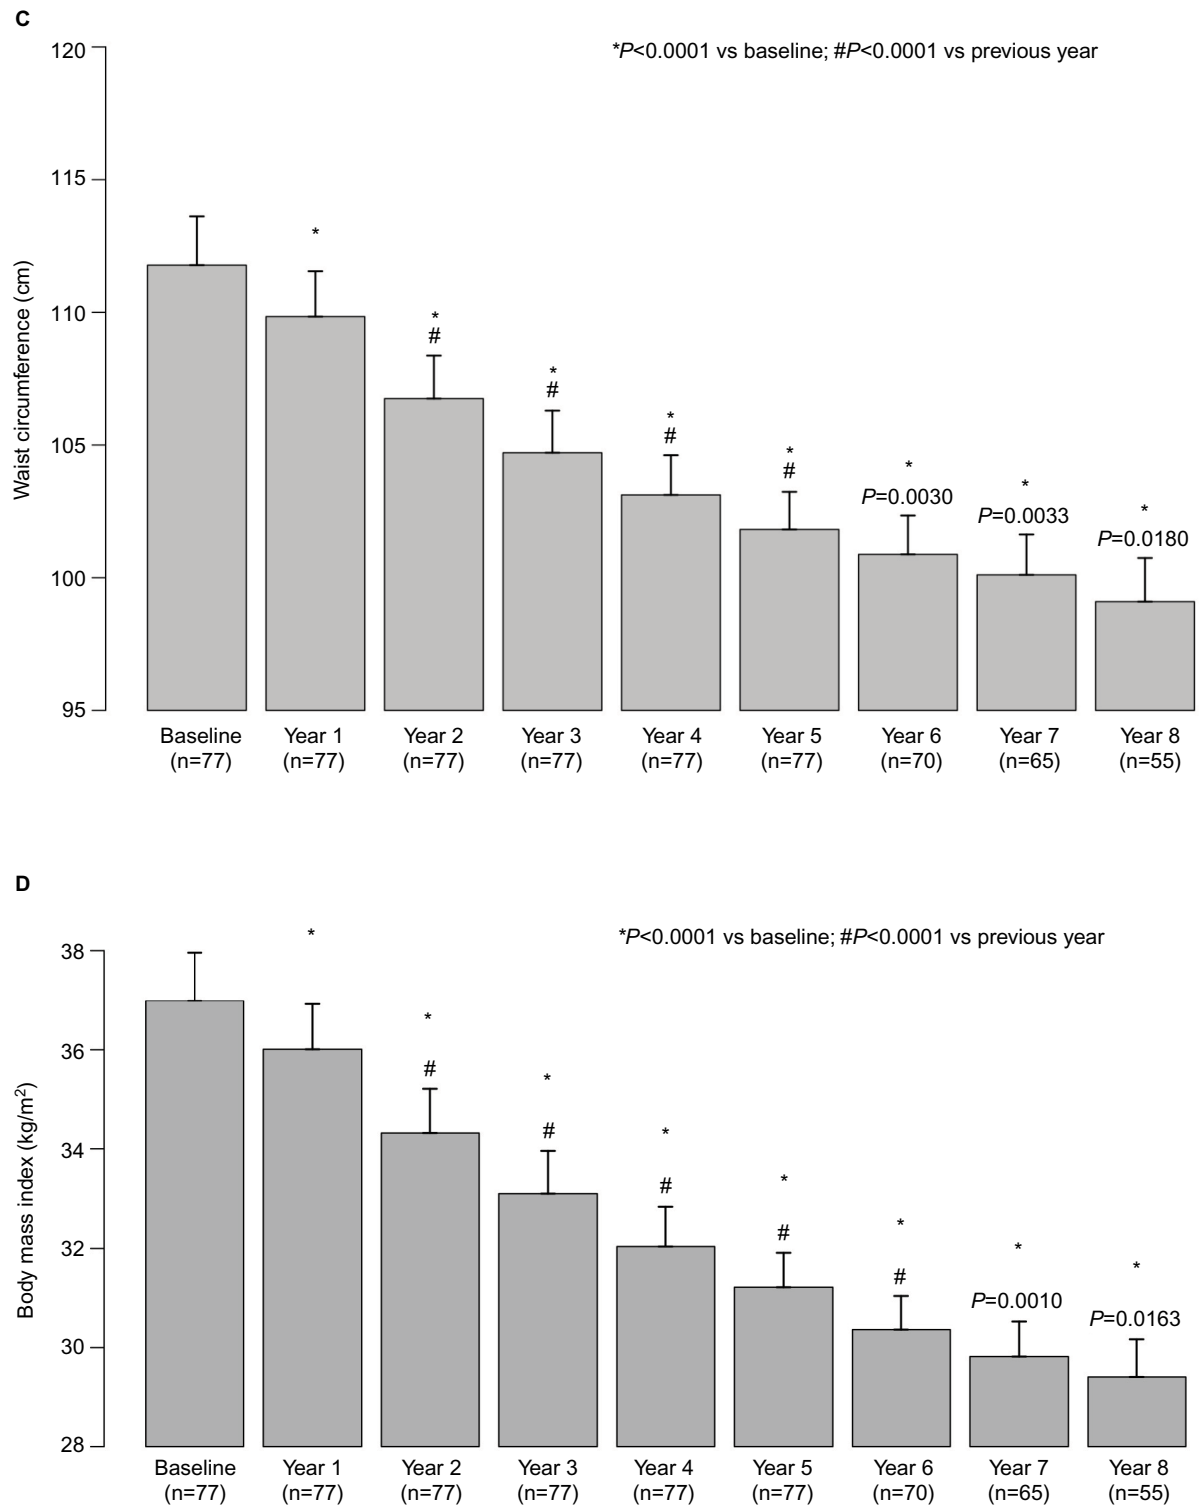 C
*P<0.0001 vs baseline; #P<0.0001 vs previous year
Waist circumference (cm)
120
115
110
105
100
95
*
*
#
*
#
*
#
*
#
*
P=0.0030
*
P=0.0033
*
P=0.0180
Baseline Year 1 Year 2 Year 3 Year 4 Year 5 Year 6 Year 7 Year 8
(n=77) (n=77) (n=77) (n=77) (n=77) (n=77) (n=70) (n=65) (n=55)
D
*P<0.0001 vs baseline; #P<0.0001 vs previous year
Body mass index (kg/m²)
38
36
34
32
30
28
*
*
#
*
#
*
#
*
#
*
#
*
P=0.0010
*
P=0.0163
Baseline Year 1 Year 2 Year 3 Year 4 Year 5 Year 6 Year 7 Year 8
(n=77) (n=77) (n=77) (n=77) (n=77) (n=77) (n=70) (n=65) (n=55)